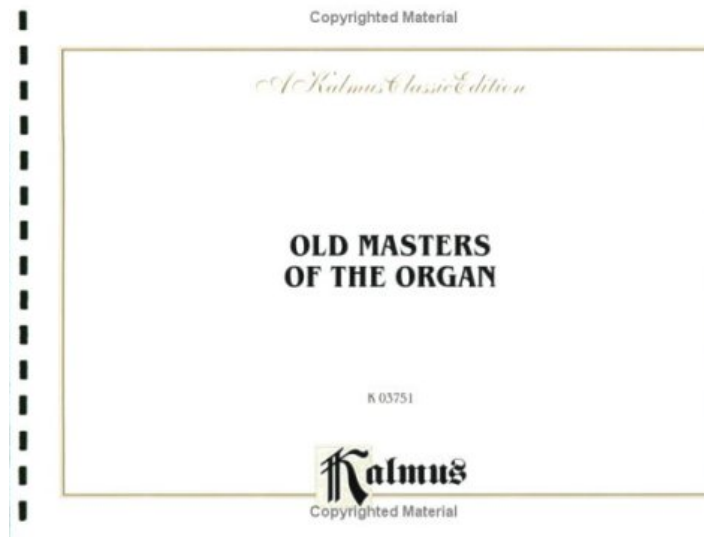 Copyrighted Material
A Kalmus Classic Edition
OLD MASTERS
OF THE ORGAN
K 03751
Kalmus
Copyrighted Material